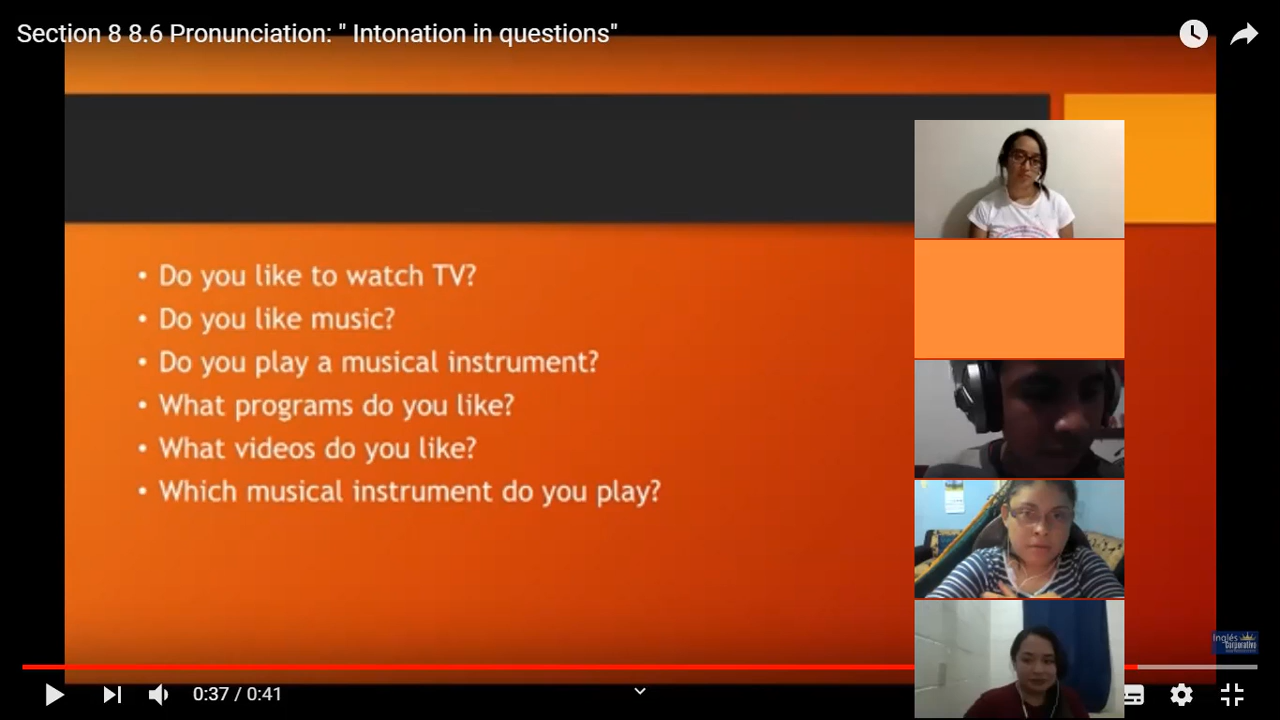 Section 8 8.6 Pronunciation: " Intonation in questions"
• Do you like to watch TV?
• Do you like music?
• Do you play a musical instrument?
• What programs do you like?
• What videos do you like?
• Which musical instrument do you play?
Inglés
Corporativo
0:37 / 0:41